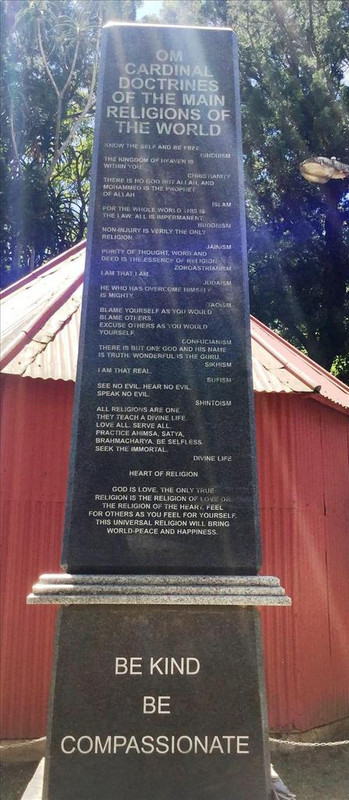 OM
CARDINAL
DOCTRINES
OF THE MAIN
RELIGIONS OF
THE WORLD
KNOW THE SELF AND BE FREE.
HINDUISM
THE KINGDOM OF HEAVEN IS
WITHIN YOU.
CHRISTIANITY
THERE IS NO GOD BUT ALLAH, AND
MOHAMMED IS THE PROPHET
OF ALLAH.
ISLAM
FOR THE WHOLE WORLD THIS IS
THE LAW: ALL IS IMPERMANENT.
BUDDHISM
NON-INJURY IS VERILY THE ONLY
RELIGION.
JAINISM
PURITY OF THOUGHT, WORD AND
DEED IS THE ESSENCE OF RELIGION.
ZOROASTRIANISM
I AM THAT I AM.
JUDAISM
HE WHO HAS OVERCOME HIMSELF
IS MIGHTY.
TAOISM
BLAME YOURSELF AS YOU WOULD
BLAME OTHERS,
EXCUSE OTHERS AS YOU WOULD
YOURSELF.
CONFUCIANISM
THERE IS BUT ONE GOD AND HIS NAME
IS TRUTH. WONDERFUL IS THE GURU.
SIKHISM
I AM THAT REAL.
SUFISM
SEE NO EVIL. HEAR NO EVIL.
SPEAK NO EVIL.
SHINTOISM
ALL RELIGIONS ARE ONE.
THEY TEACH A DIVINE LIFE.
LOVE ALL. SERVE ALL.
PRACTICE AHIMSA, SATYA,
BRAHMACHARYA. BE SELFLESS.
SEEK THE IMMORTAL.
DIVINE LIFE
HEART OF RELIGION
GOD IS LOVE. THE ONLY TRUE
RELIGION IS THE RELIGION OF LOVE OR
THE RELIGION OF THE HEART. FEEL
FOR OTHERS AS YOU FEEL FOR YOURSELF.
THIS UNIVERSAL RELIGION WILL BRING
WORLD-PEACE AND HAPPINESS.
BE KIND
BE
COMPASSIONATE